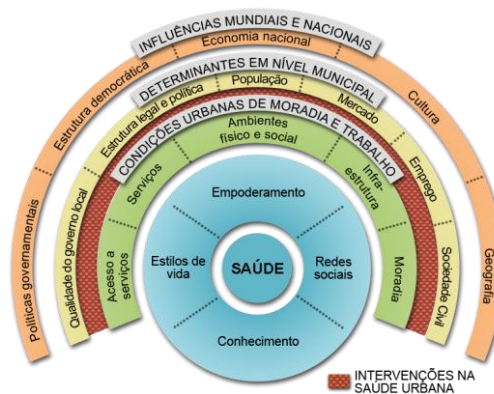 INFLUÊNCIAS MUNDIAIS E NACIONAIS
Políticas governamentais
Estrutura democrática
Economia nacional
Cultura
Geografia
DETERMINANTES EM NÍVEL MUNICIPAL
Qualidade do governo local
Estrutura legal e política
População
Mercado
Emprego
Sociedade Civil
CONDIÇÕES URBANAS DE MORADIA E TRABALHO
Acesso a
serviços
Serviços
Ambientes
físico e social
Infra-
estrutura
Moradia
Empoderamento
Estilos de
vida
SAÚDE
Redes
sociais
Conhecimento
INTERVENÇÕES NA
SAÚDE URBANA